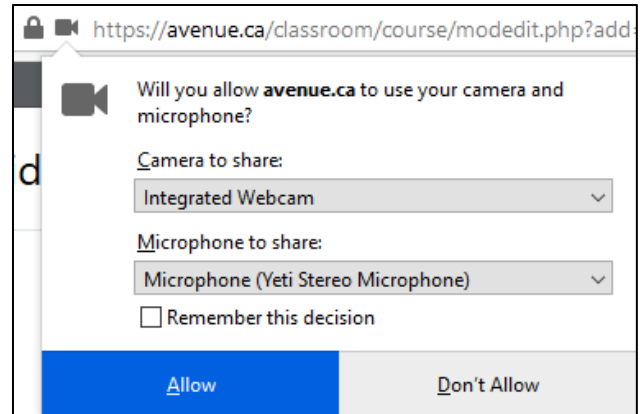 https://avenue.ca/classroom/course/modedit.php?add=
Will you allow avenue.ca to use your camera and
microphone?
Camera to share:
Integrated Webcam
Microphone to share:
Microphone (Yeti Stereo Microphone)
Remember this decision
Allow
Don't Allow
d